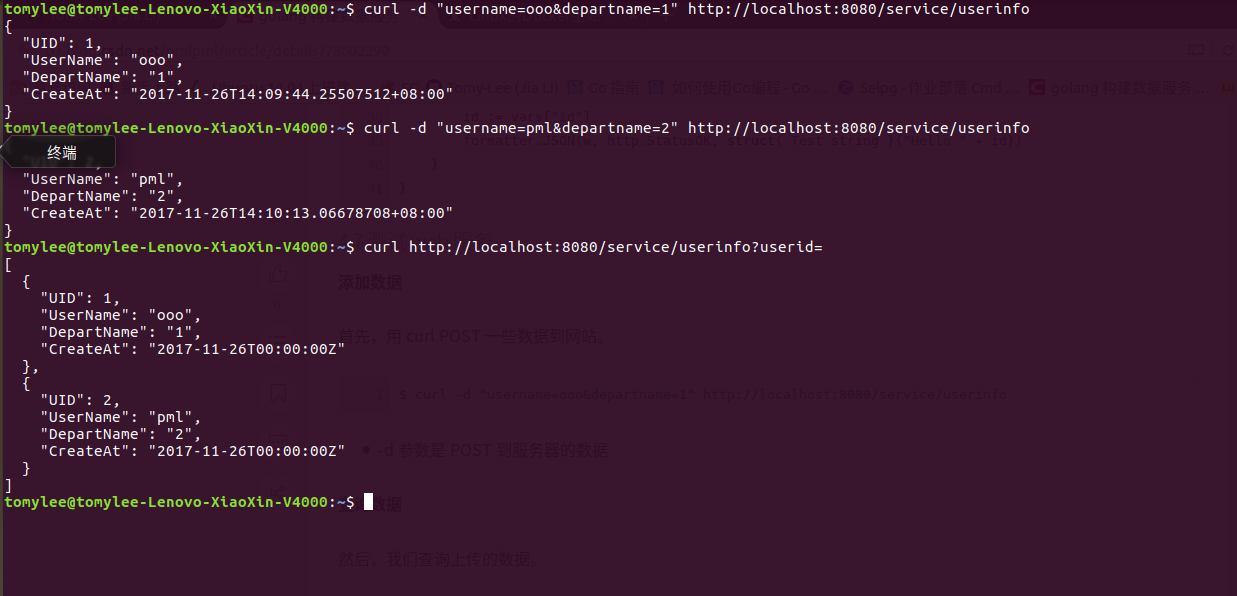 tomylee@tomylee-Lenovo-XiaoXin-V4000:~$ curl -d "username=ooo&departname=1" http://localhost:8080/service/userinfo
{
  "UID": 1,
  "UserName": "ooo",
  "DepartName": "1",
  "CreateAt": "2017-11-26T14:09:44.25507512+08:00"
}
tomylee@tomylee-Lenovo-XiaoXin-V4000:~$ curl -d "username=pml&departname=2" http://localhost:8080/service/userinfo
终端
  "UserName": "pml",
  "DepartName": "2",
  "CreateAt": "2017-11-26T14:10:13.06678708+08:00"
}
tomylee@tomylee-Lenovo-XiaoXin-V4000:~$ curl http://localhost:8080/service/userinfo?userid=
[
  {
    "UID": 1,
    "UserName": "ooo",
    "DepartName": "1",
    "CreateAt": "2017-11-26T00:00:00Z"
  },
  {
    "UID": 2,
    "UserName": "pml",
    "DepartName": "2",
    "CreateAt": "2017-11-26T00:00:00Z"
  }
]
tomylee@tomylee-Lenovo-XiaoXin-V4000:~$
添加数据
首先，用 curl POST 一些数据到网站。
$ curl -d "username=ooo&departname=1" http://localhost:8080/service/userinfo
-d 参数是 POST 到服务器的数据
数据
然后，我们查询上传的数据。